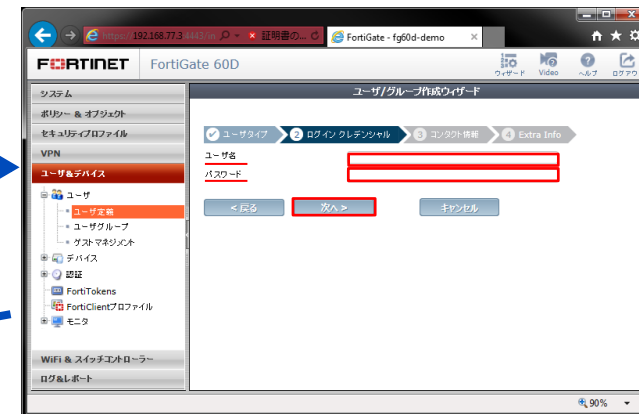 https://192.168.77.3:4443/in
証明書の...
FortiGate - fg60d-demo
FORTINET
FortiGate 60D
ウィザード
Video
ヘルプ
ログアウ
システム
ポリシー & オブジェクト
セキュリティプロファイル
VPN
ユーザ&デバイス
ユーザ
ユーザ定義
ユーザグループ
ゲストマネジメント
デバイス
認証
FortiTokens
FortiClientプロファイル
モニタ
WiFi & スイッチコントローラー
ログ&レポート
ユーザ/グループ作成ウィザード
ユーザタイプ
2 ログイン クレデンシャル
3 コンタクト情報
4 Extra Info
ユーザ名
パスワード
< 戻る
次へ >
キャンセル
90%